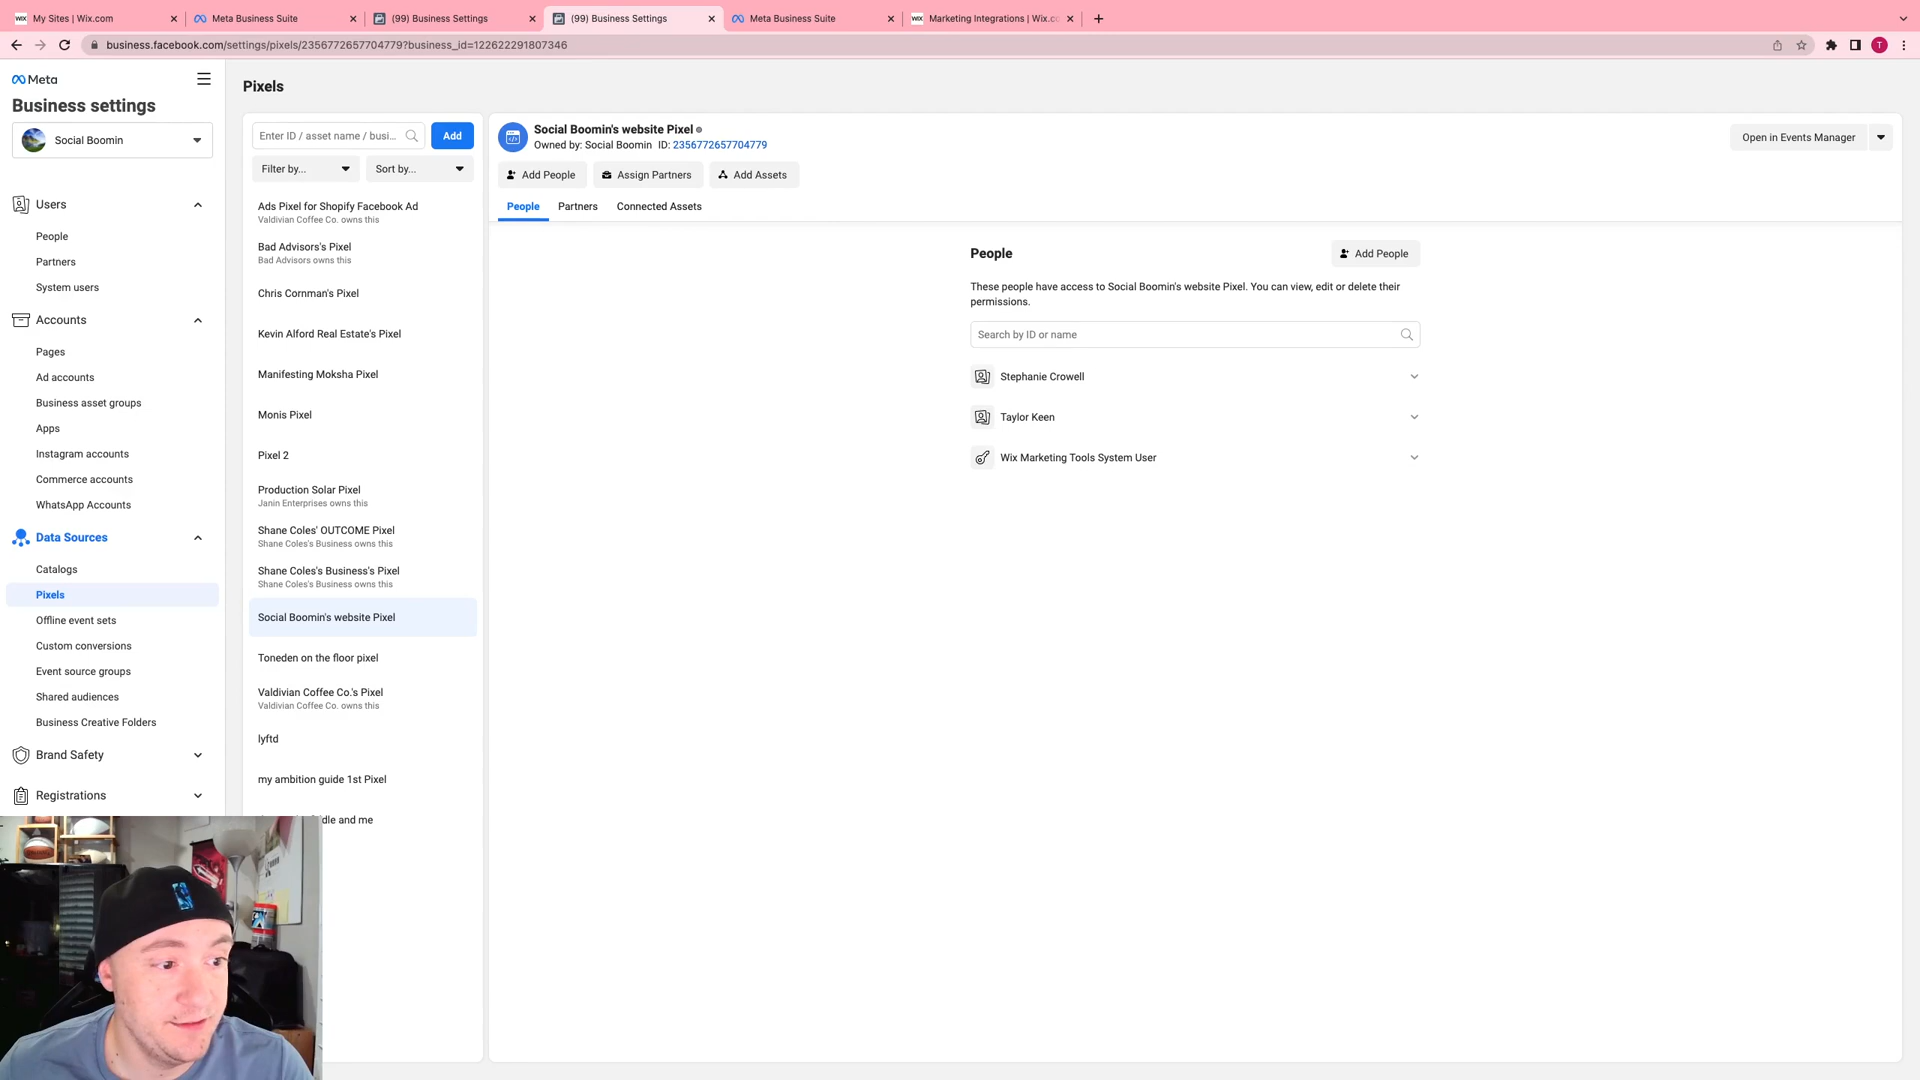 My Sites | Wix.com
Meta Business Suite
(99) Business Settings
(99) Business Settings
Meta Business Suite
Marketing Integrations | Wix.co
business.facebook.com/settings/pixels/2356772657704779?business_id=122622291807346
T
Meta
Business settings
Social Boomin
Users
People
Partners
System users
Accounts
Pages
Ad accounts
Business asset groups
Apps
Instagram accounts
Commerce accounts
WhatsApp Accounts
Data Sources
Catalogs
Pixels
Offline event sets
Custom conversions
Event source groups
Shared audiences
Business Creative Folders
Brand Safety
Registrations
Pixels
Enter ID / asset name / busi...
Add
Filter by...
Sort by...
Ads Pixel for Shopify Facebook Ad
Valdivian Coffee Co. owns this
Bad Advisors's Pixel
Bad Advisors owns this
Chris Cornman's Pixel
Kevin Alford Real Estate's Pixel
Manifesting Moksha Pixel
Monis Pixel
Pixel 2
Production Solar Pixel
Janin Enterprises owns this
Shane Coles' OUTCOME Pixel
Shane Coles's Business owns this
Shane Coles's Business's Pixel
Shane Coles's Business owns this
Social Boomin's website Pixel
Toneden on the floor pixel
Valdivian Coffee Co.'s Pixel
Valdivian Coffee Co. owns this
lyftd
my ambition guide 1st Pixel
and me
Social Boomin's website Pixel
Owned by: Social Boomin ID: 2356772657704779
Open in Events Manager
Add People
Assign Partners
Add Assets
People
Partners
Connected Assets
People
Add People
These people have access to Social Boomin's website Pixel. You can view, edit or delete their
permissions.
Search by ID or name
Stephanie Crowell
Taylor Keen
Wix Marketing Tools System User